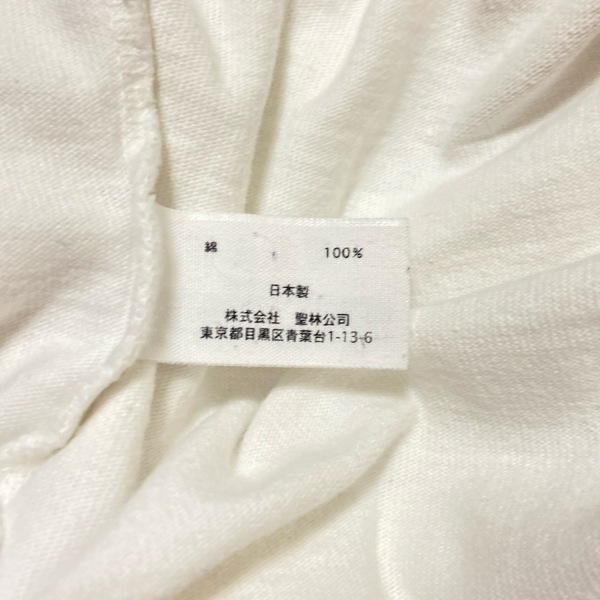 綿 100%
日本製
株式会社 聖林公司
東京都目黒区青葉台1-13-6